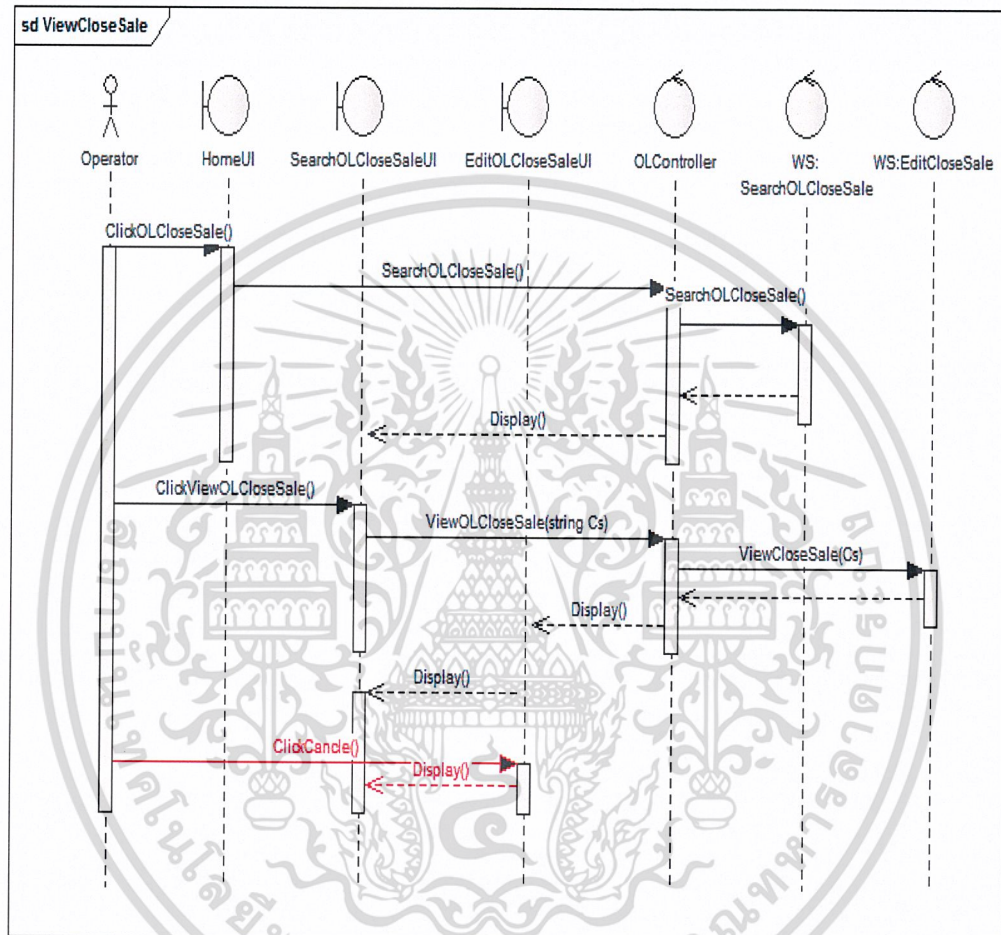 sd ViewCloseSale
Operator
HomeUI
SearchOLCloseSaleUI
EditOLCloseSaleUI
OLController
WS:
SearchOLCloseSale
WS:EditCloseSale
ClickOLCloseSale()
SearchOLCloseSale()
SearchOLCloseSale()
Display()
ClickViewOLCloseSale()
ViewOLCloseSale(string Cs)
ViewCloseSale(Cs)
Display()
Display()
ClickCancle()
Display()